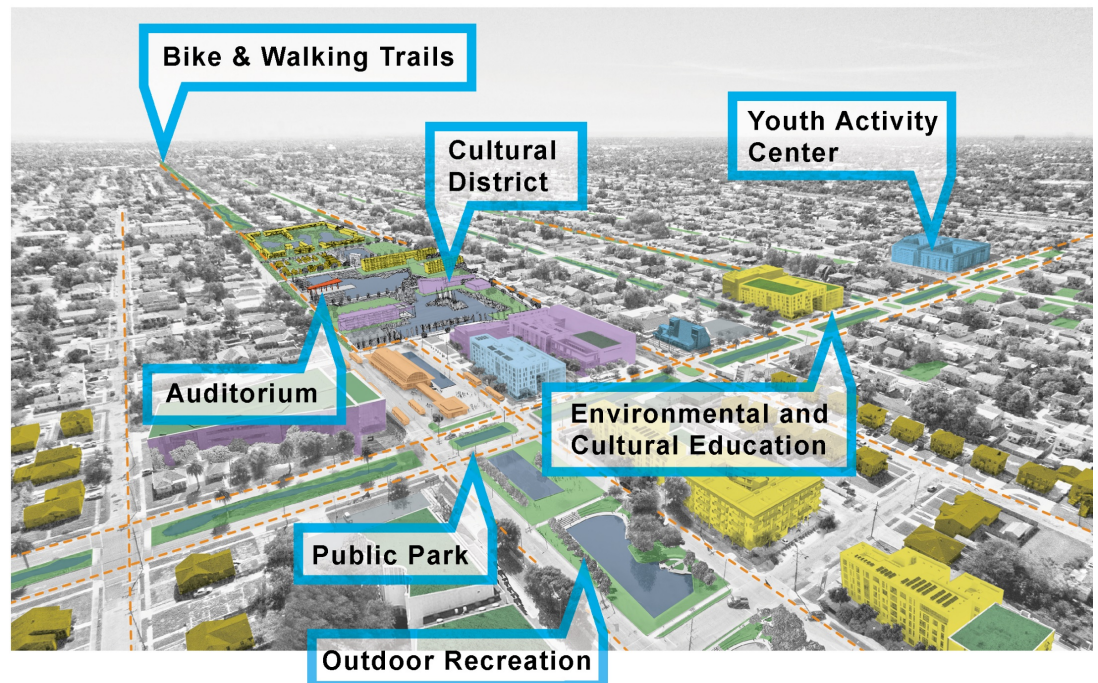 Bike & Walking Trails
Youth Activity
Center
Cultural
District
Auditorium
Environmental and
Cultural Education
Public Park
Outdoor Recreation